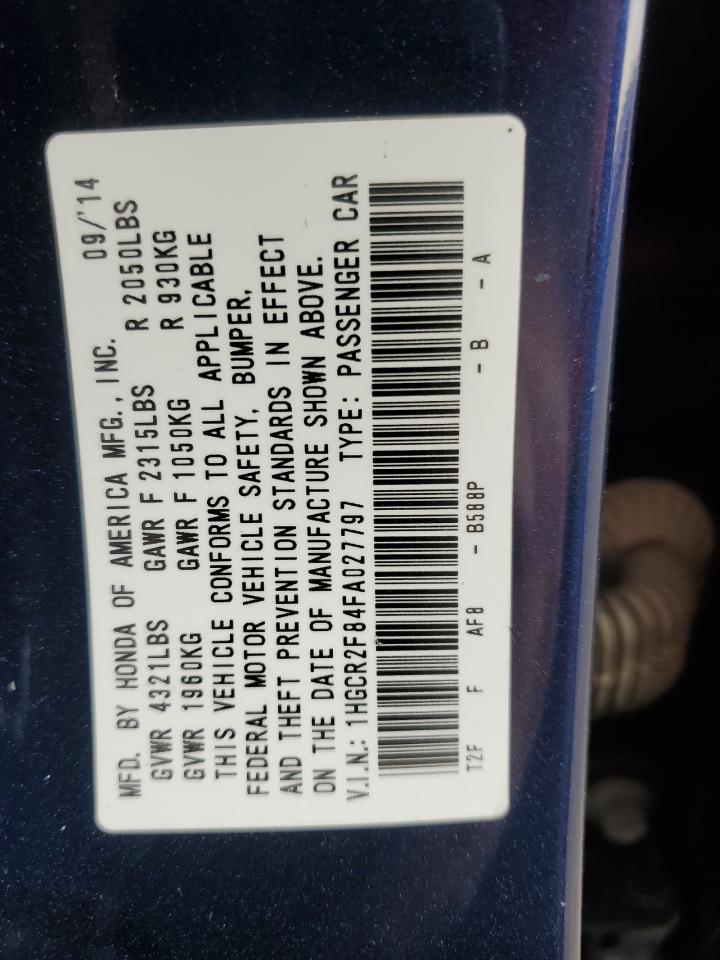 MFD. BY HONDA OF AMERICA MFG., INC. 09/'14
GVWR 4321LBS GAWR F 2315LBS R 2050LBS
GVWR 1960KG GAWR F 1050KG R 930KG
THIS VEHICLE CONFORMS TO ALL APPLICABLE
FEDERAL MOTOR VEHICLE SAFETY, BUMPER,
AND THEFT PREVENTION STANDARDS IN EFFECT
ON THE DATE OF MANUFACTURE SHOWN ABOVE.
V.I.N.: 1HGCR2F84FA027797 TYPE: PASSENGER CAR
T2F F AF8 - B588P - B - A